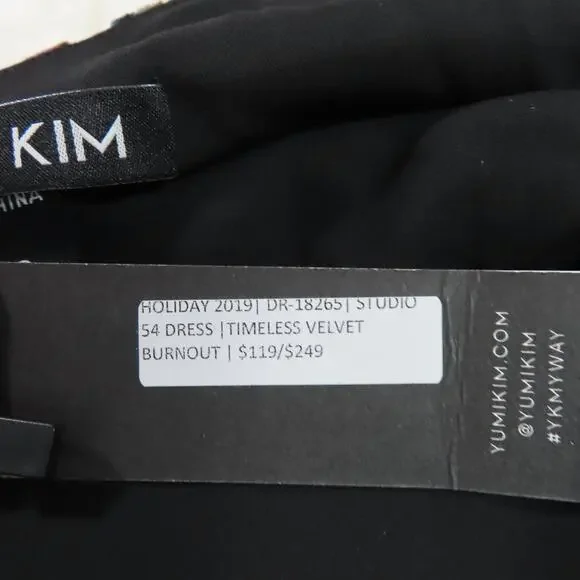 KIM
HINA
HOLIDAY 2019| DR-18265| STUDIO
54 DRESS |TIMELESS VELVET
BURNOUT | $119/$249
YUMIKIM.COM
@YUMIKIM
#YKMYWAY